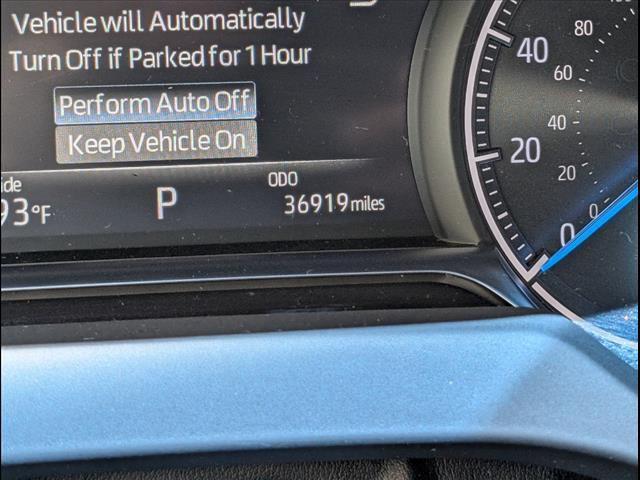 Vehicle will Automatically
Turn Off if Parked for 1 Hour
Perform Auto Off
Keep Vehicle On
ODO
93°F
P
36919 miles
40
80
60
40
20
20
0
0